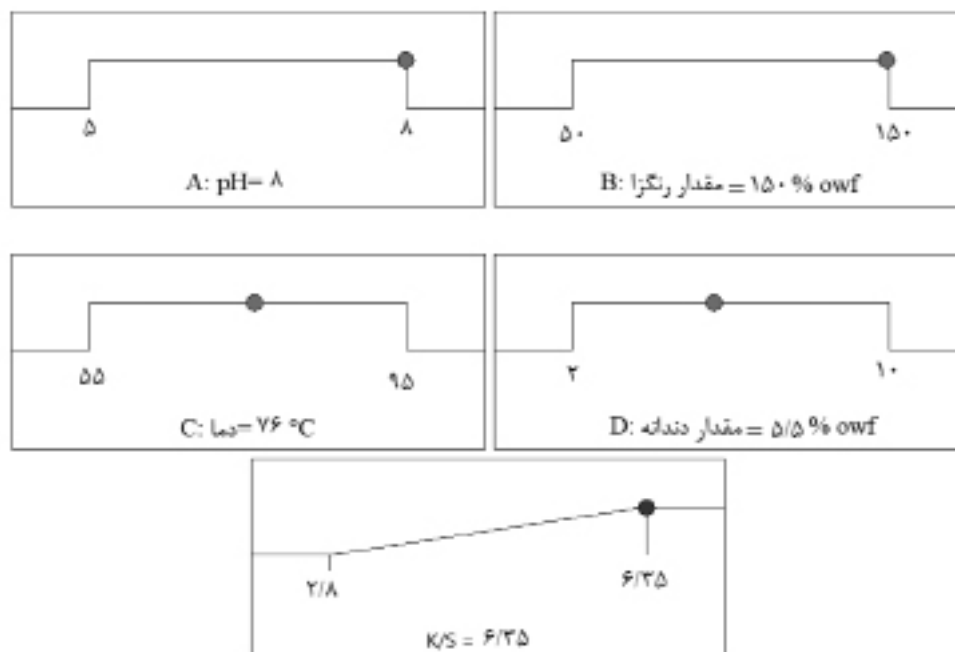 ۵ ۸
A: pH= ۸
۵۰ ۱۵۰
B: مقدار رنگزا = ۱۵۰ % owf
۵۵ ۹۵
C: دما= ۷۶ °C
۲ ۱۰
D: مقدار دندانه = ۵/۵ % owf
۲/۸ ۶/۳۵
K/S = ۶/۳۵